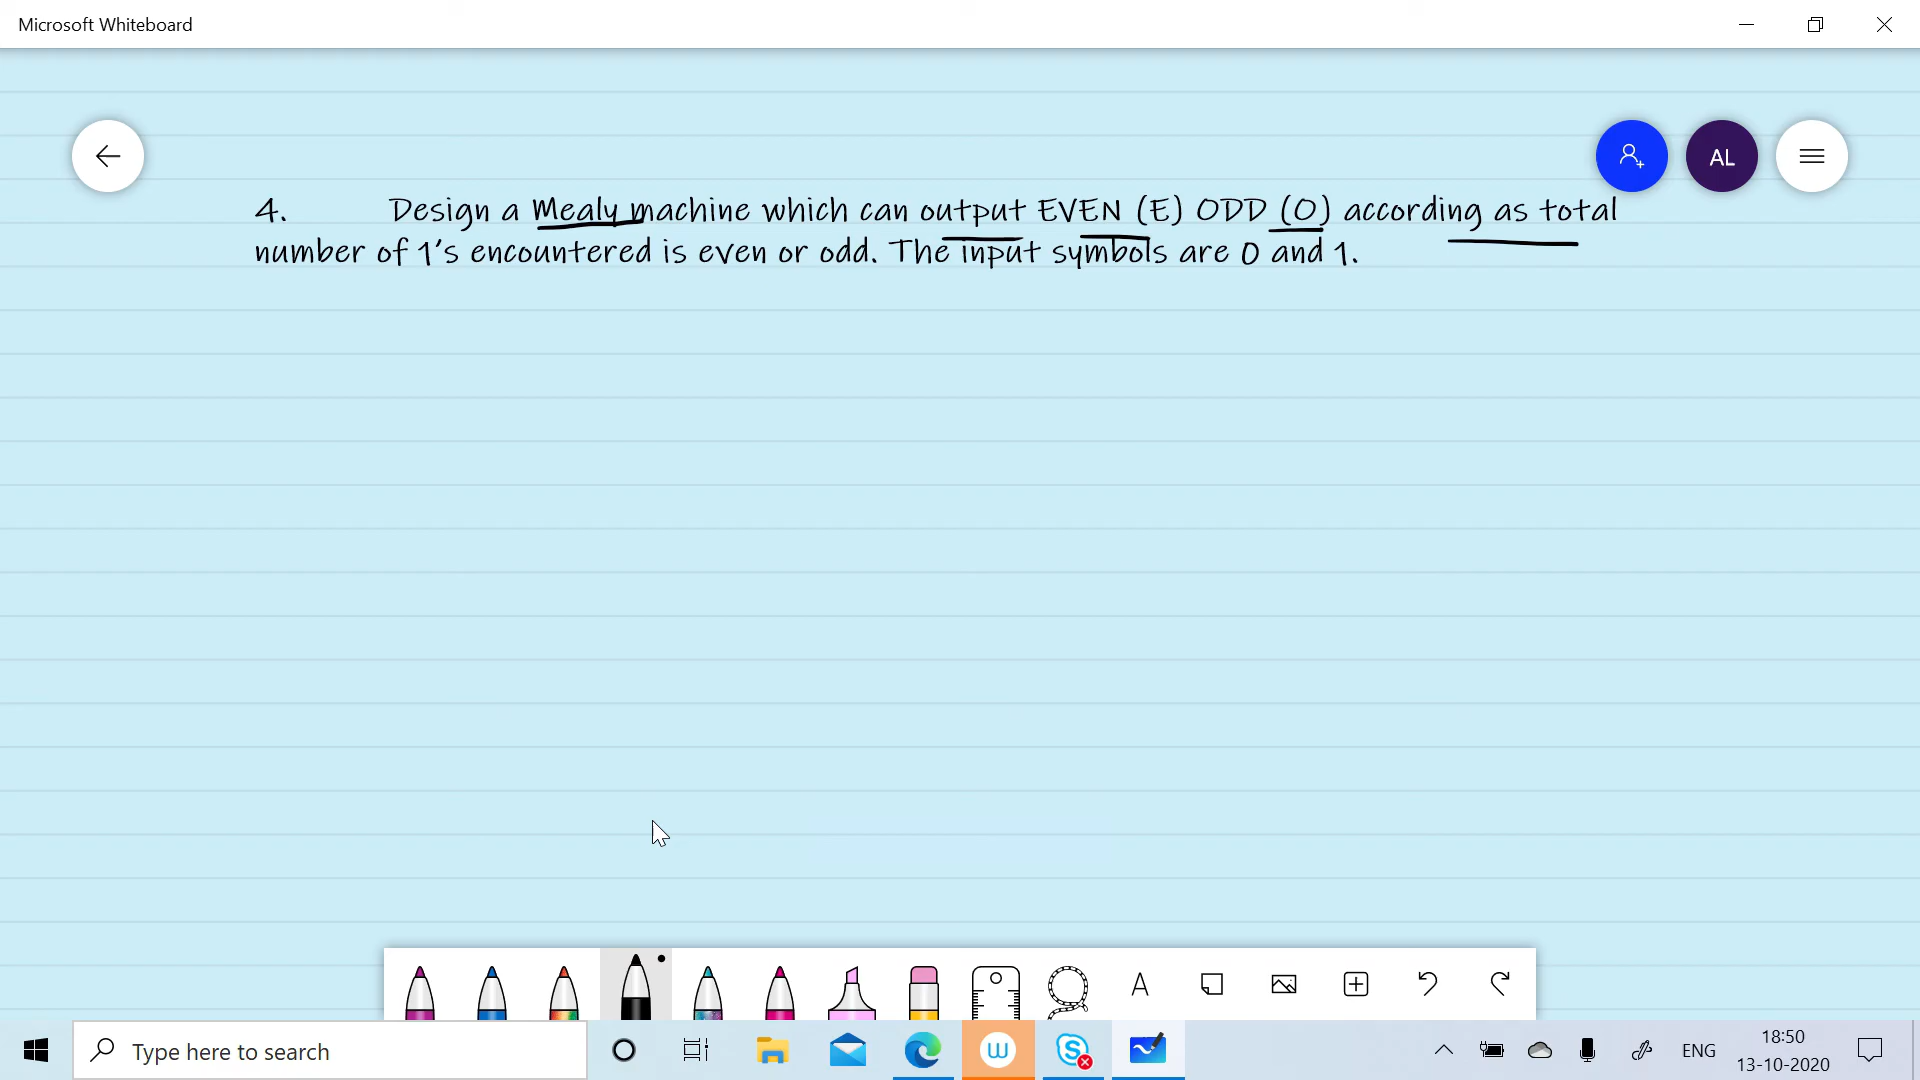 Microsoft Whiteboard
AL
4. Design a Mealy machine which can output EVEN (E) ODD (O) according as total
number of 1's encountered is even or odd. The input symbols are 0 and 1.
A
Type here to search
ENG
18:50
13-10-2020